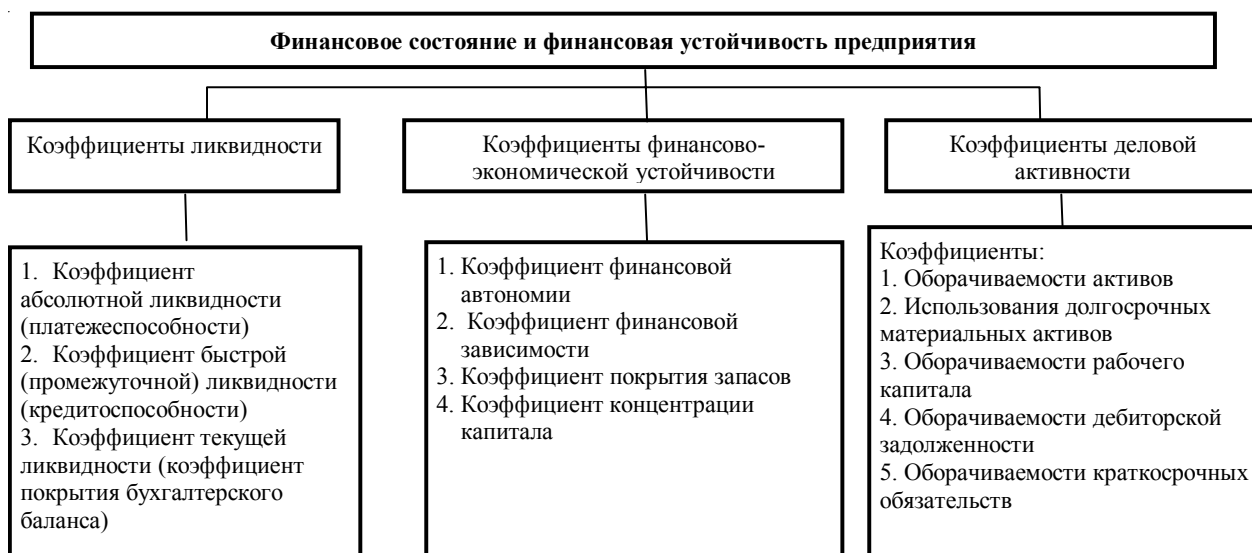 Финансовое состояние и финансовая устойчивость предприятия
Коэффициенты ликвидности
Коэффициенты финансово-
экономической устойчивости
Коэффициенты деловой
активности
1. Коэффициент
абсолютной ликвидности
(платежеспособности)
2. Коэффициент быстрой
(промежуточной) ликвидности
(кредитоспособности)
3. Коэффициент текущей
ликвидности (коэффициент
покрытия бухгалтерского
баланса)
1. Коэффициент финансовой
автономии
2. Коэффициент финансовой
зависимости
3. Коэффициент покрытия запасов
4. Коэффициент концентрации
капитала
Коэффициенты:
1. Оборачиваемости активов
2. Использования долгосрочных
материальных активов
3. Оборачиваемости рабочего
капитала
4. Оборачиваемости дебиторской
задолженности
5. Оборачиваемости краткосрочных
обязательств